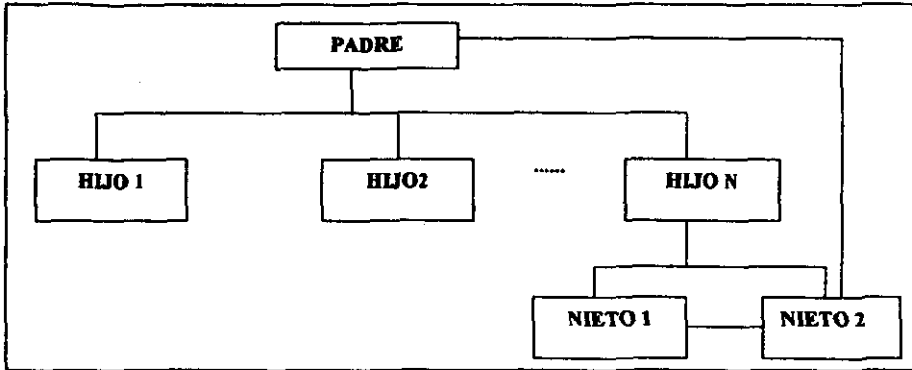 PADRE
HIJO 1
HIJO2
......
HIJO N
NIETO 1
NIETO 2